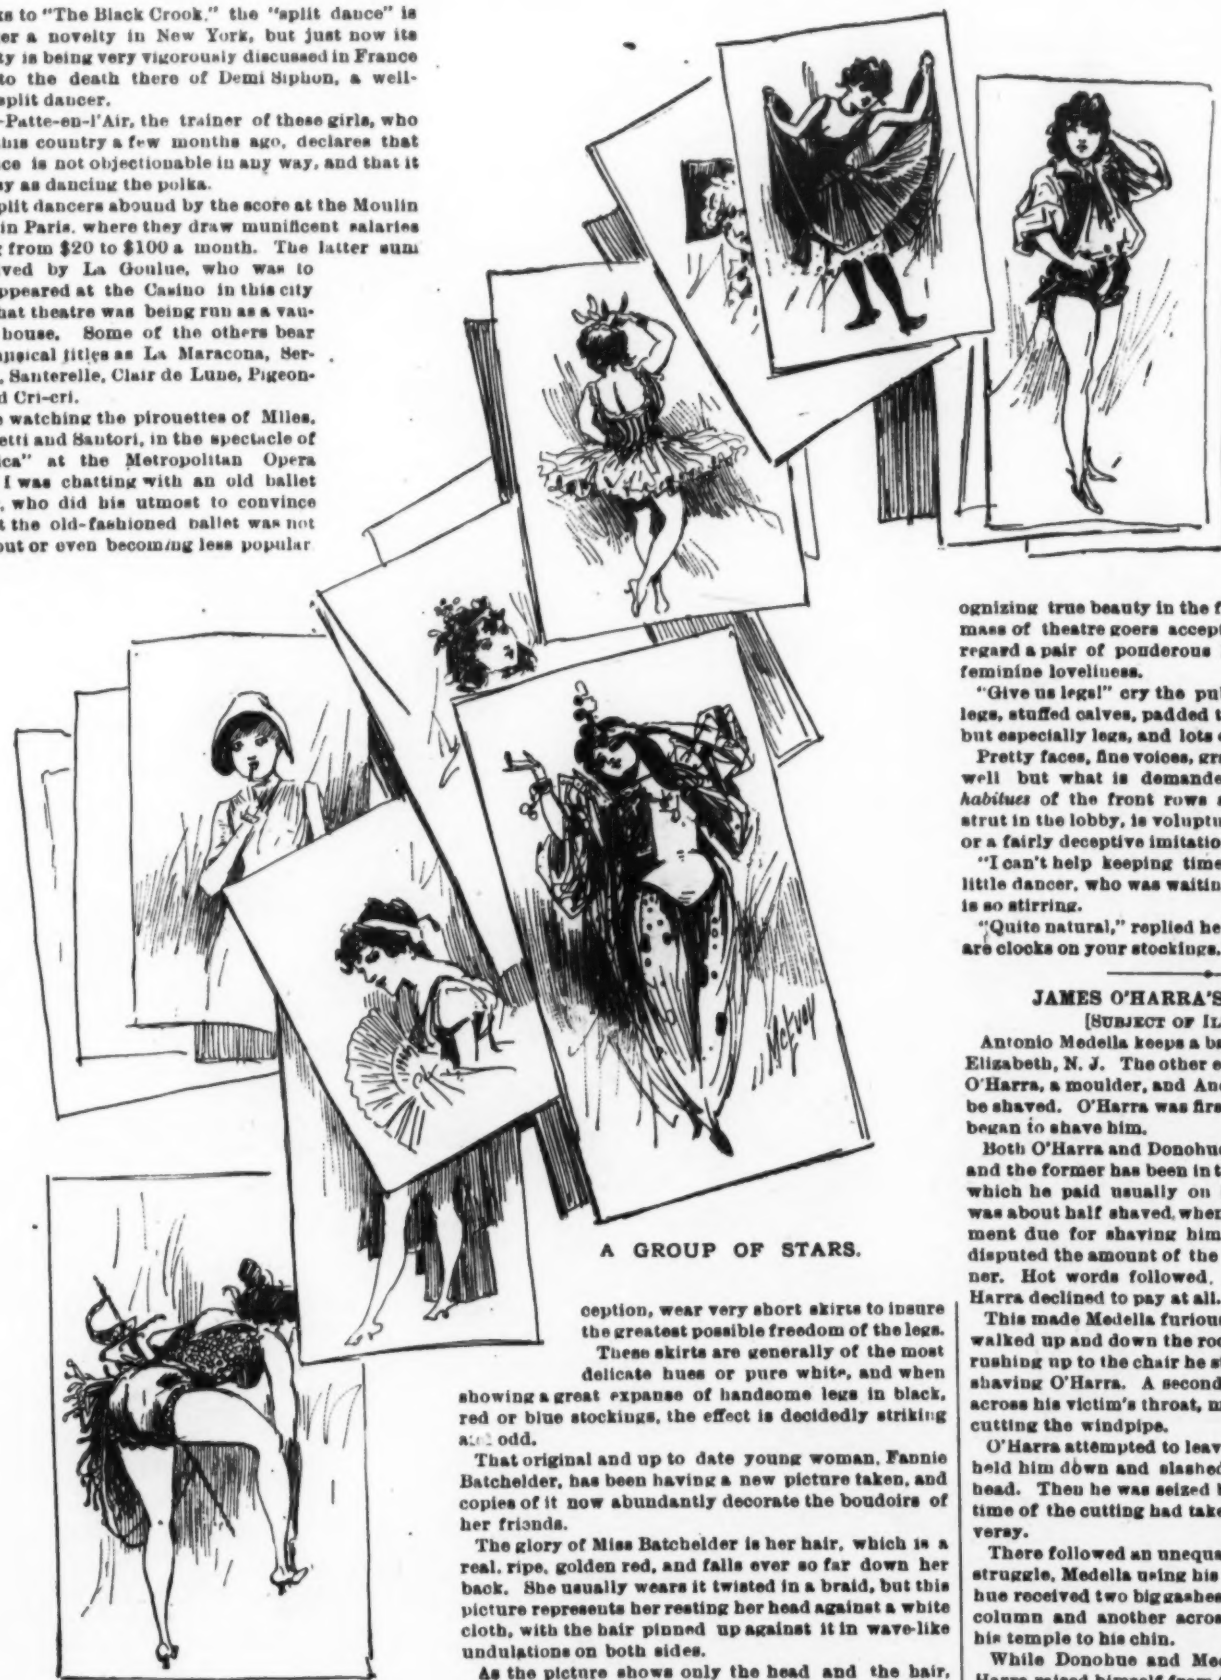 ks to "The Black Crook," the "split dance" is
er a novelty in New York, but just now its
ty is being very vigorously discussed in France
to the death there of Demi Siphon, a well-
split dancer.
-Patte-en-l'Air, the trainer of these girls, who
his country a few months ago, declares that
ce is not objectionable in any way, and that it
sy as dancing the polka.
plit dancers abound by the score at the Moulin
in Paris, where they draw munificent salaries
g from $20 to $100 a month. The latter sum
ived by La Goulue, who was to
ppeared at the Casino in this city
hat theatre was being run as a vau-
house. Some of the others bear
as La Maracona, Ser-
, Santerelle, Clair de Lune, Pigeon-
d Cri-cri.
e watching the pirouettes of Mlles.
etti and Santori, in the spectacle of
ica" at the Metropolitan Opera
I was chatting with an old ballet
, who did his utmost to convince
t the old-fashioned ballet was not
out or even becoming less popular
McEvoy
A GROUP OF STARS.
ception, wear very short skirts to insure
the greatest possible freedom of the legs.
These skirts are generally of the most
delicate hues or pure white, and when
showing a great expanse of handsome legs in black,
red or blue stockings, the effect is decidedly striking
and odd.
That original and up to date young woman, Fannie
Batchelder, has been having a new picture taken, and
copies of it now abundantly decorate the boudoirs of
her friends.
The glory of Miss Batchelder is her hair, which is a
real, ripe, golden red, and falls ever so far down her
back. She usually wears it twisted in a braid, but this
picture represents her resting her head against a white
cloth, with the hair pinned up against it in wave-like
undulations on both sides.
As the picture shows only the head and the hair,
ognizing true beauty in the f
mass of theatre goers accept
regard a pair of ponderous
feminine loveliness.
"Give us legs!" cry the pu
legs, stuffed calves, padded t
but especially legs, and lots
Pretty faces, fine voices, gr
well but what is demande
habitues of the front rows
strut in the lobby, is voluptu
or a fairly deceptive imitatio
"I can't help keeping time
little dancer, who was waitin
is so stirring.
"Quite natural," replied he
are clocks on your stockings.
JAMES O'HARRA'S
[SUBJECT OF IL
Antonio Medella keeps a ba
Elizabeth, N. J. The other e
O'Harra, a moulder, and An
be shaved. O'Harra was firs
began to shave him.
Both O'Harra and Donohue
and the former has been in t
which he paid usually on
was about half shaved, when
ment due for shaving him
disputed the amount of the
ner. Hot words followed,
Harra declined to pay at all.
This made Medella furious
walked up and down the roo
rushing up to the chair he s
shaving O'Harra. A second
across his victim's throat, n
cutting the windpipe.
O'Harra attempted to leav
held him down and slashed
head. Then he was seized b
time of the cutting had take
versy.
There followed an unequa
struggle, Medella using his
hue received two big gashes
column and another acros
his temple to his chin.
While Donohue and Med
Harra raised himself from